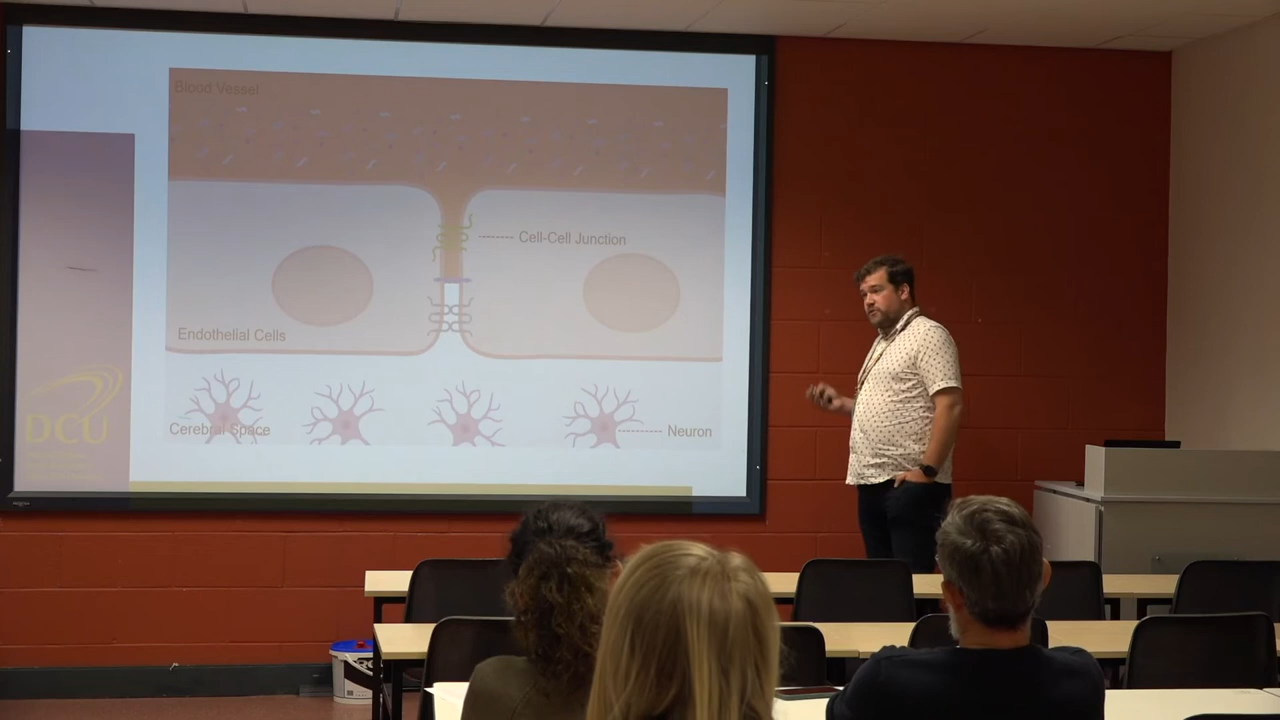 Blood Vessel
Cell-Cell Junction
Endothelial Cells
Cerebral Space
Neuron
DCU